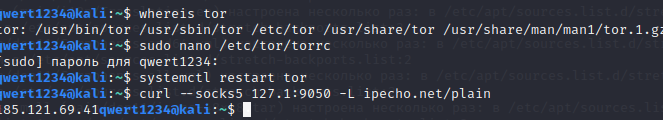 qwert1234@kali:~$ whereis tor
tor: /usr/bin/tor /usr/sbin/tor /etc/tor /usr/share/tor /usr/share/man/man1/tor.1.gz
qwert1234@kali:~$ sudo nano /etc/tor/torrc
[sudo] пароль для qwert1234:
qwert1234@kali:~$ systemctl restart tor
qwert1234@kali:~$ curl --socks5 127.1:9050 -L ipecho.net/plain
185.121.69.41qwert1234@kali:~$